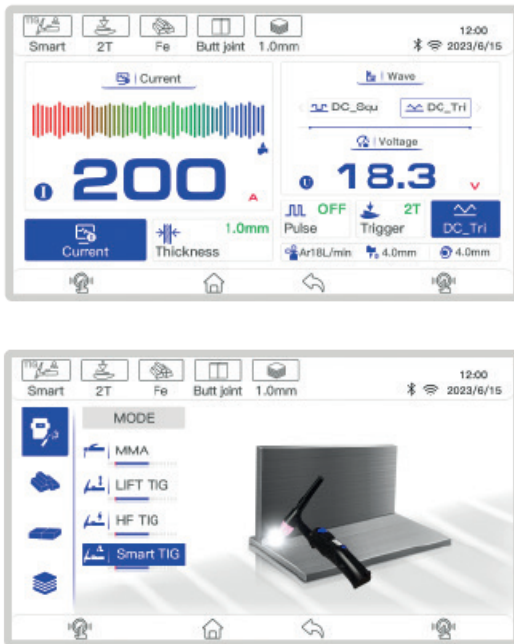 TIG
Smart 2T Fe Butt joint 1.0mm
12:00
2023/6/15
Current
Wave
DC_Squ DC_Tri
Voltage
200 A
18.3 V
Pulse OFF
Trigger 2T
DC_Tri
Current
Thickness 1.0mm
Ar18L/min 4.0mm 4.0mm
TIG
Smart 2T Fe Butt joint 1.0mm
12:00
2023/6/15
MODE
MMA
LIFT TIG
HF TIG
Smart TIG